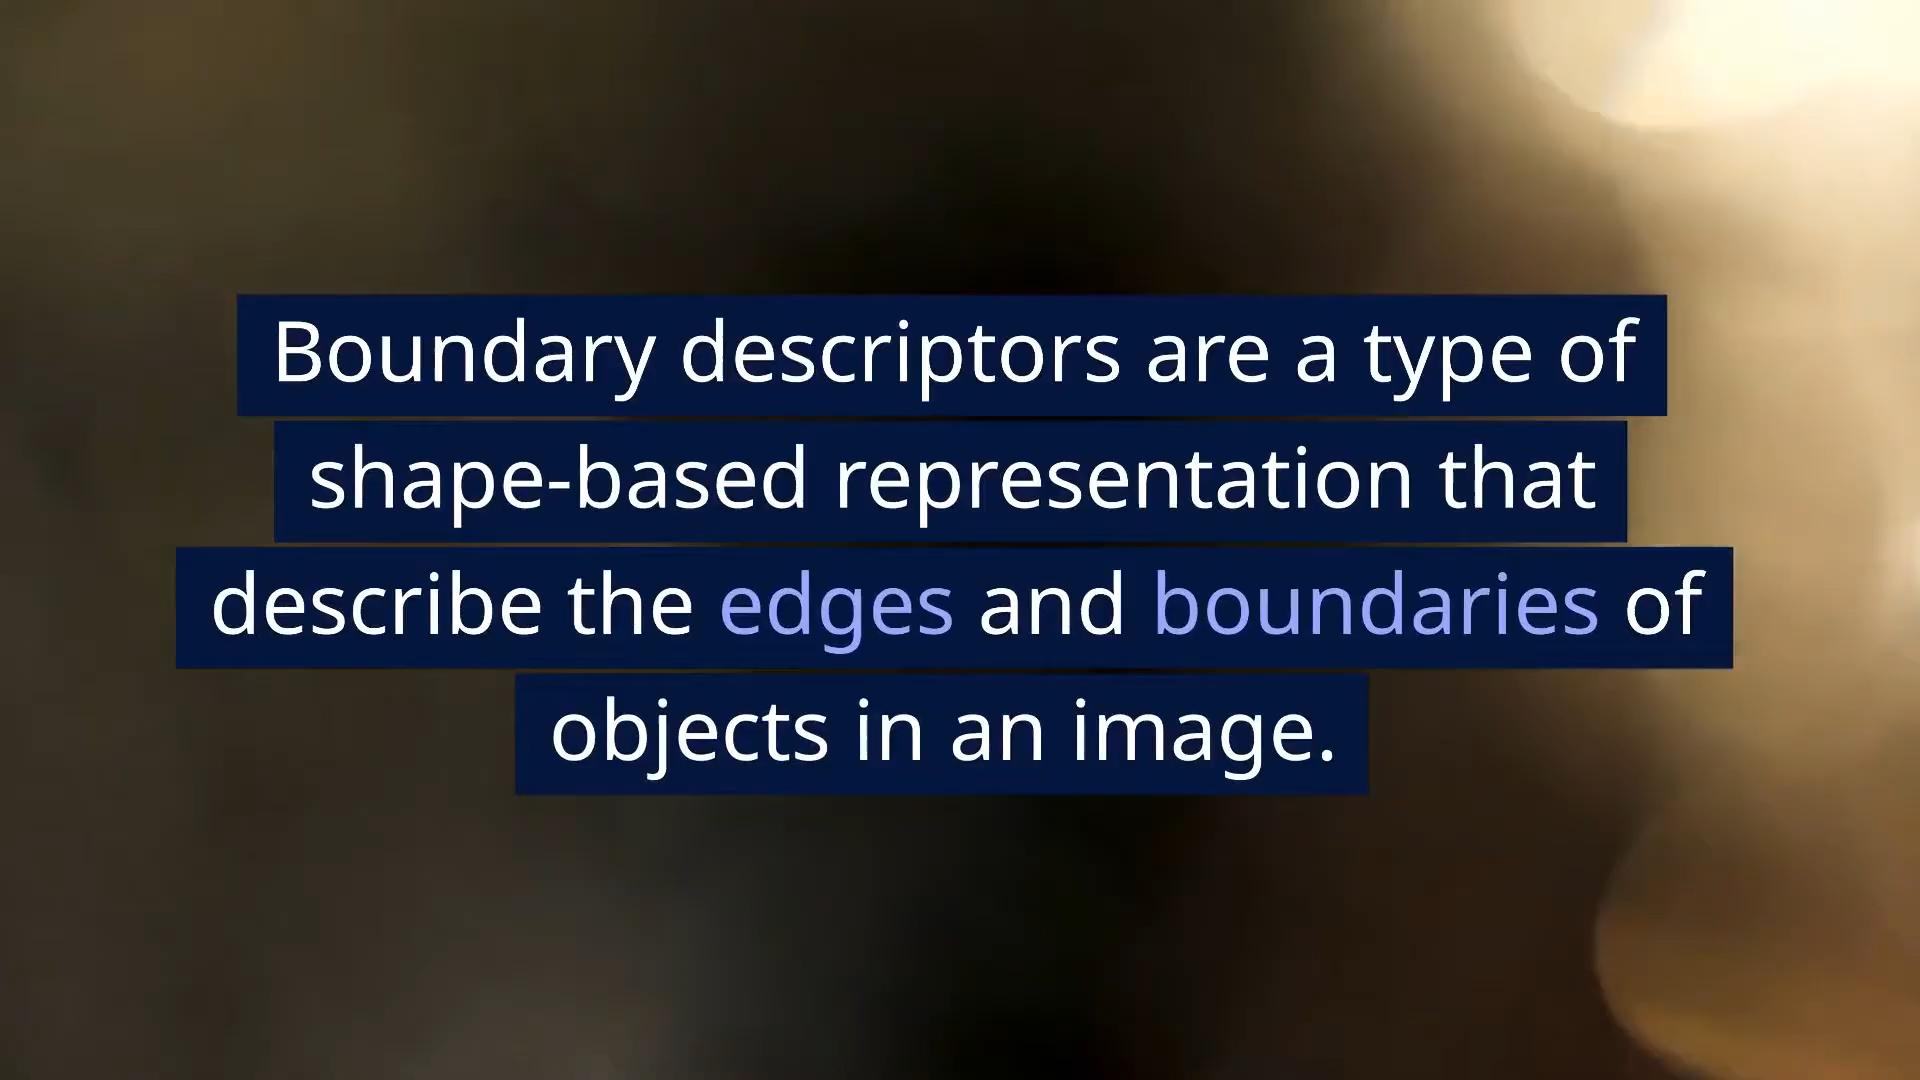 Boundary descriptors are a type of
shape-based representation that
describe the edges and boundaries of
objects in an image.